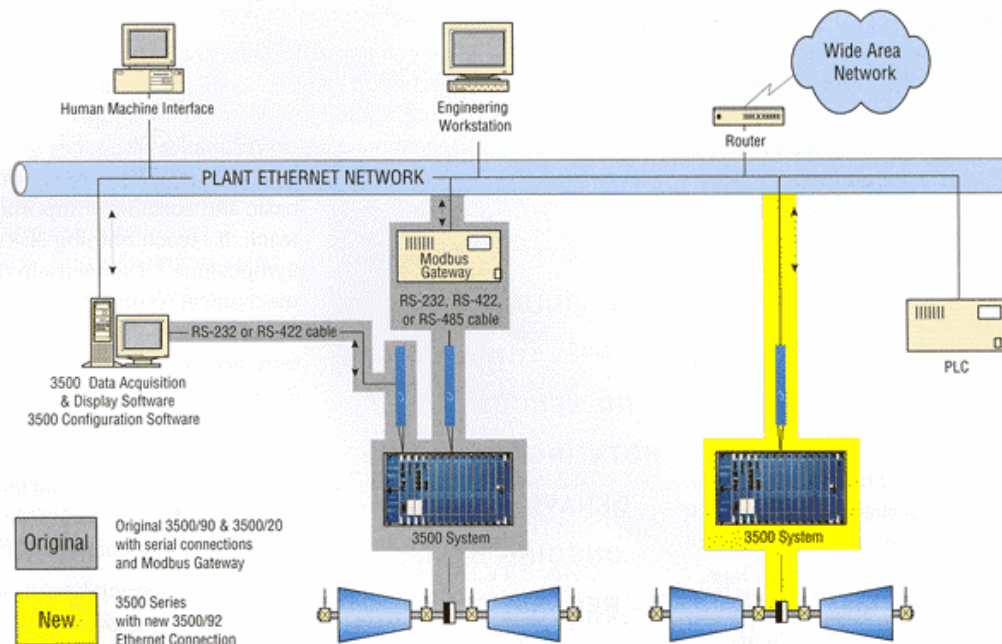 Wide Area
Network
Human Machine Interface
Engineering
Workstation
Router
PLANT ETHERNET NETWORK
Modbus
Gateway
RS-232, RS-422,
or RS-485 cable
RS-232 or RS-422 cable
PLC
3500 Data Acquisition
& Display Software
3500 Configuration Software
3500 System
3500 System
Original
Original 3500/90 & 3500/20
with serial connections
and Modbus Gateway
New
3500 Series
with new 3500/92
Ethernet Connection